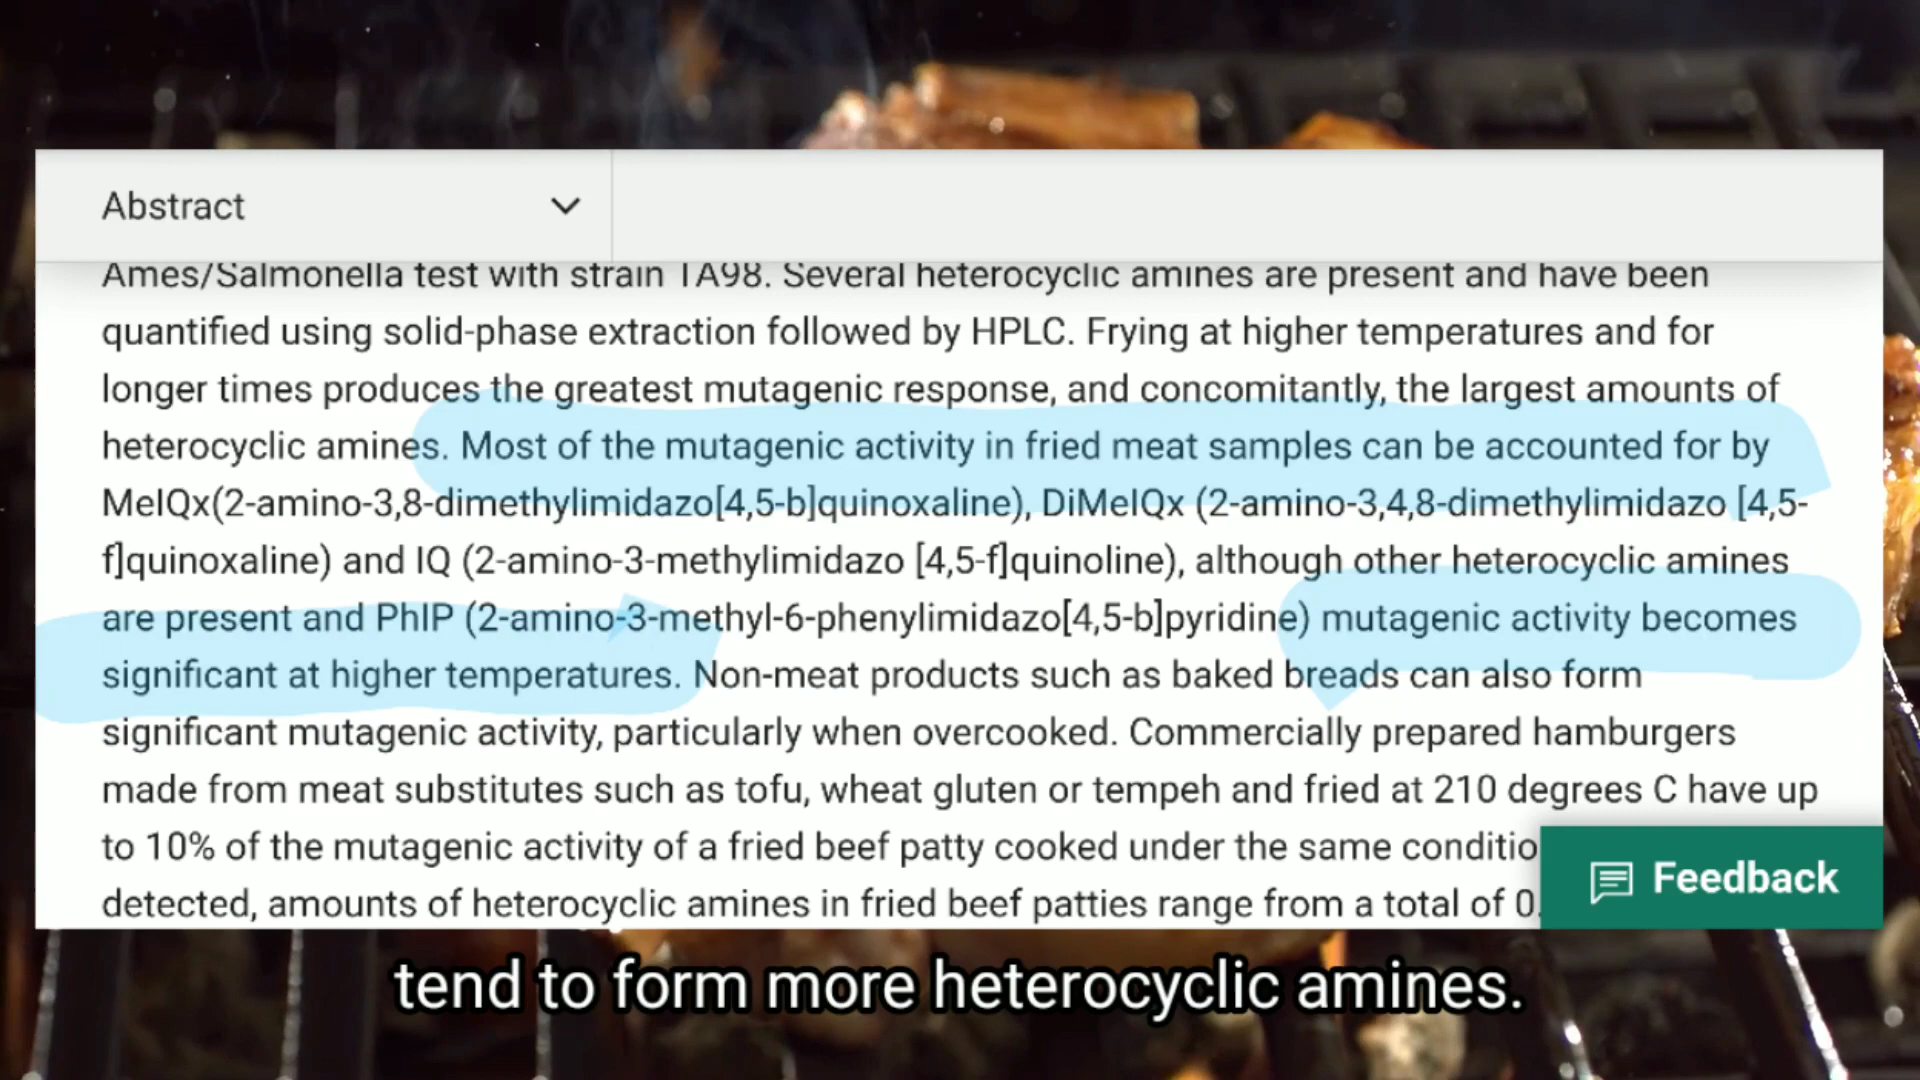 Abstract
Ames/Salmonella test with strain TA98. Several heterocyclic amines are present and have been
quantified using solid-phase extraction followed by HPLC. Frying at higher temperatures and for
longer times produces the greatest mutagenic response, and concomitantly, the largest amounts of
heterocyclic amines. Most of the mutagenic activity in fried meat samples can be accounted for by
MeIQx(2-amino-3,8-dimethylimidazo[4,5-b]quinoxaline), DiMeIQx (2-amino-3,4,8-dimethylimidazo [4,5-
f]quinoxaline) and IQ (2-amino-3-methylimidazo [4,5-f]quinoline), although other heterocyclic amines
are present and PhIP (2-amino-3-methyl-6-phenylimidazo[4,5-b]pyridine) mutagenic activity becomes
significant at higher temperatures. Non-meat products such as baked breads can also form
significant mutagenic activity, particularly when overcooked. Commercially prepared hamburgers
made from meat substitutes such as tofu, wheat gluten or tempeh and fried at 210 degrees C have up
to 10% of the mutagenic activity of a fried beef patty cooked under the same conditio
detected, amounts of heterocyclic amines in fried beef patties range from a total of 0.
Feedback
tend to form more heterocyclic amines.